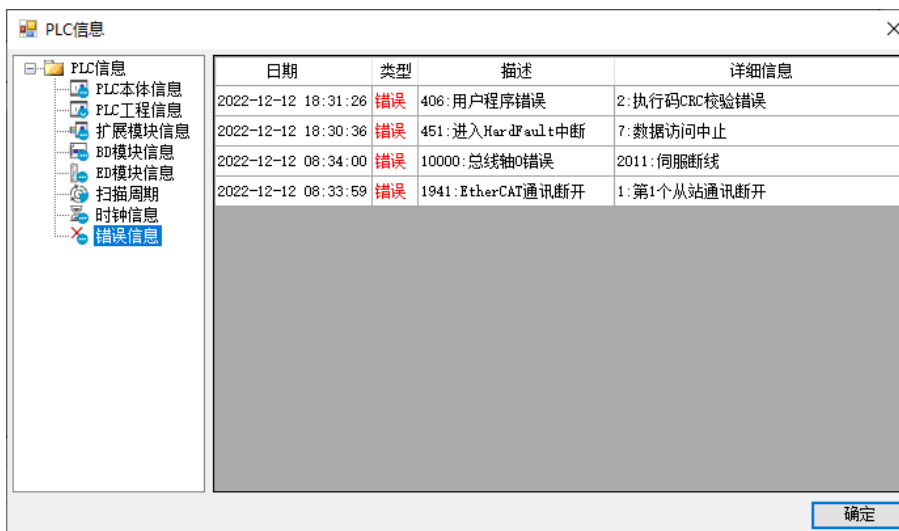 PLC信息
PLC信息
PLC本体信息
PLC工程信息
扩展模块信息
BD模块信息
ED模块信息
扫描周期
时钟信息
错误信息
日期 类型 描述 详细信息
2022-12-12 18:31:26 错误 406:用户程序错误 2:执行码CRC校验错误
2022-12-12 18:30:36 错误 451:进入HardFault中断 7:数据访问中止
2022-12-12 08:34:00 错误 10000:总线轴0错误 2011:伺服断线
2022-12-12 08:33:59 错误 1941:EtherCAT通讯断开 1:第1个从站通讯断开
确定